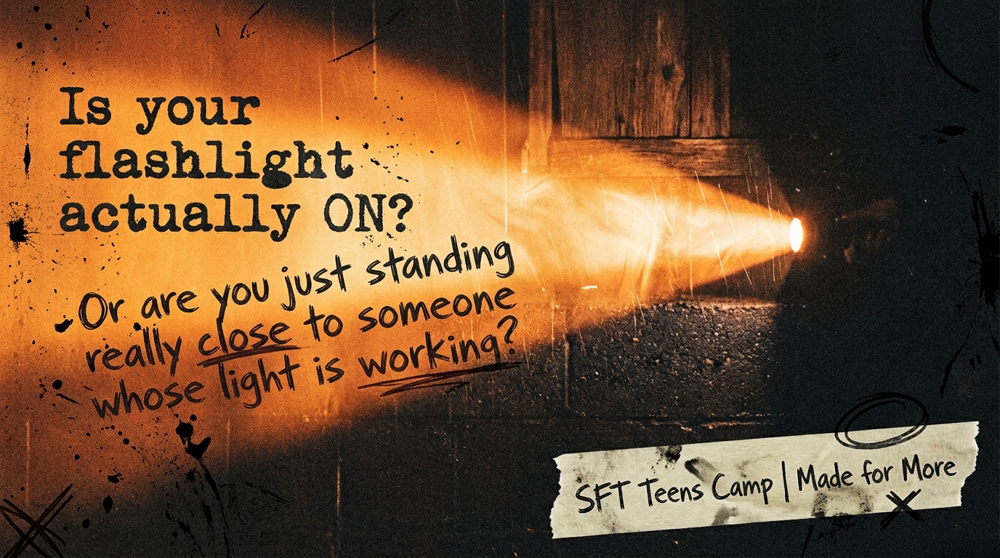 Is your
flashlight
actually ON?
Or are you just standing
really close to someone
whose light is working?
SFT Teens Camp | Made for More